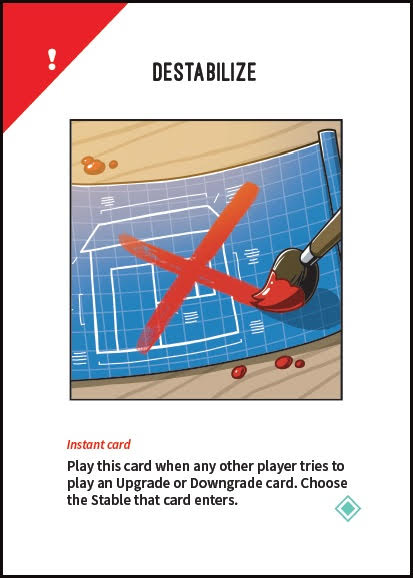 !
DESTABILIZE
Instant card
Play this card when any other player tries to
play an Upgrade or Downgrade card. Choose
the Stable that card enters.